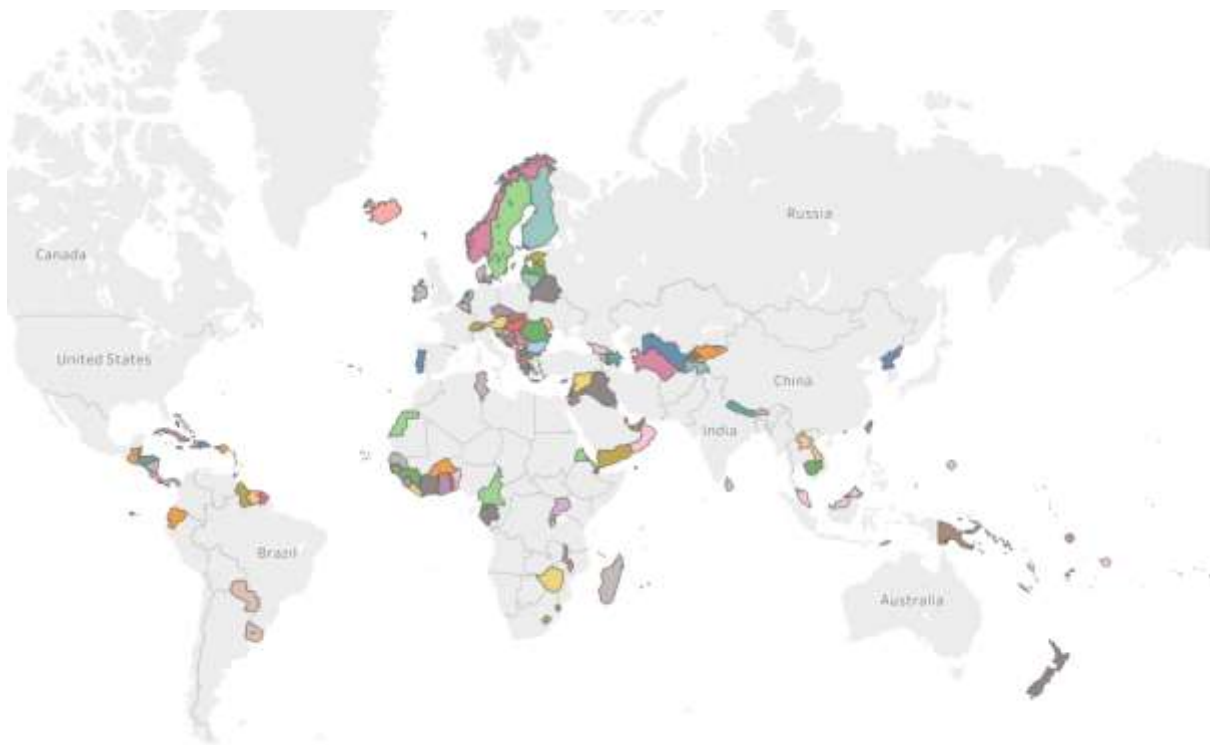 Russia
Canada
United States
China
India
Brazil
Australia